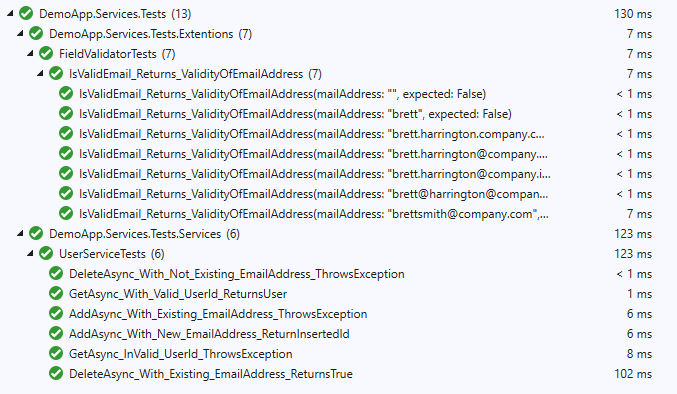 DemoApp.Services.Tests (13) 130 ms
DemoApp.Services.Tests.Extentions (7) 7 ms
FieldValidatorTests (7) 7 ms
IsValidEmail_Returns_ValidityOfEmailAddress (7) 7 ms
IsValidEmail_Returns_ValidityOfEmailAddress(mailAddress: "", expected: False) < 1 ms
IsValidEmail_Returns_ValidityOfEmailAddress(mailAddress: "brett", expected: False) < 1 ms
IsValidEmail_Returns_ValidityOfEmailAddress(mailAddress: "brett.harrington.company.c... < 1 ms
IsValidEmail_Returns_ValidityOfEmailAddress(mailAddress: "brett.harrington@company.... < 1 ms
IsValidEmail_Returns_ValidityOfEmailAddress(mailAddress: "brett.harrington@company.i... < 1 ms
IsValidEmail_Returns_ValidityOfEmailAddress(mailAddress: "brett@harrington@compan... < 1 ms
IsValidEmail_Returns_ValidityOfEmailAddress(mailAddress: "brettsmith@company.com",... 7 ms
DemoApp.Services.Tests.Services (6) 123 ms
UserServiceTests (6) 123 ms
DeleteAsync_With_Not_Existing_EmailAddress_ThrowsException < 1 ms
GetAsync_With_Valid_UserId_ReturnsUser 1 ms
AddAsync_With_Existing_EmailAddress_ThrowsException 6 ms
AddAsync_With_New_EmailAddress_ReturnInsertedId 6 ms
GetAsync_InValid_UserId_ThrowsException 8 ms
DeleteAsync_With_Existing_EmailAddress_ReturnsTrue 102 ms